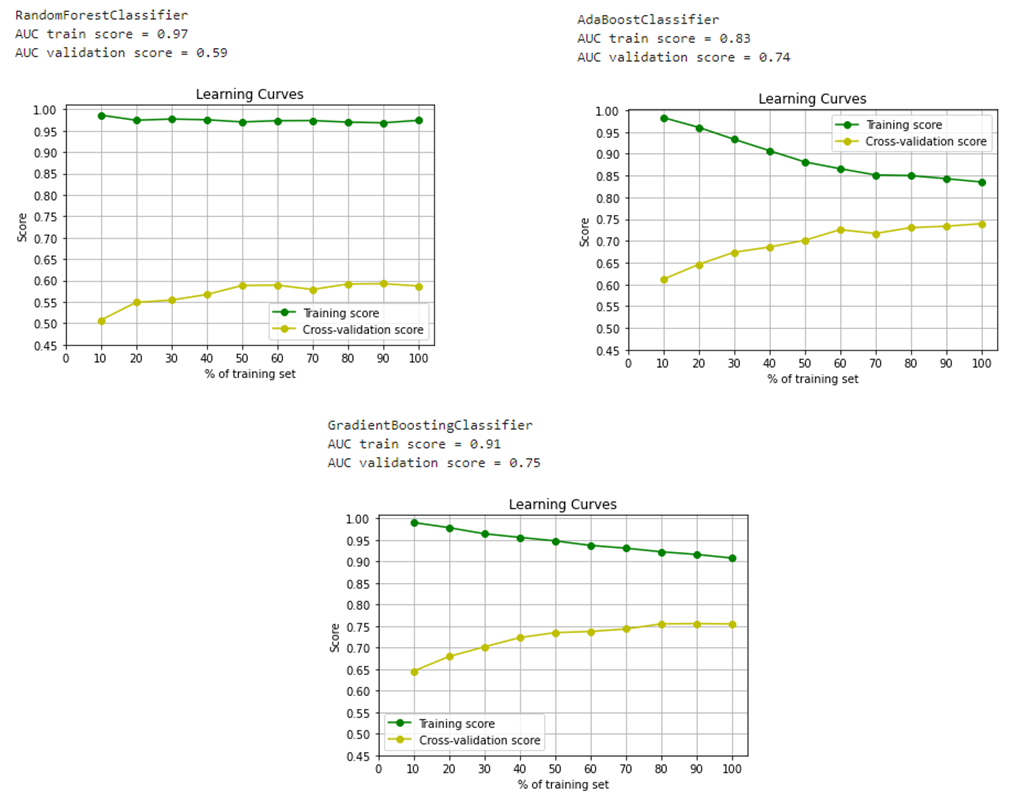 RandomForestClassifier
AUC train score = 0.97
AUC validation score = 0.59
Learning Curves
1.00
0.95
0.90
0.85
0.80
0.75
0.70
0.65
0.60
0.55
0.50
0.45
Score
Training score
Cross-validation score
0 10 20 30 40 50 60 70 80 90 100
% of training set
AdaBoostClassifier
AUC train score = 0.83
AUC validation score = 0.74
Learning Curves
1.00
0.95
0.90
0.85
0.80
0.75
0.70
0.65
0.60
0.55
0.50
0.45
Score
Training score
Cross-validation score
0 10 20 30 40 50 60 70 80 90 100
% of training set
GradientBoostingClassifier
AUC train score = 0.91
AUC validation score = 0.75
Learning Curves
1.00
0.95
0.90
0.85
0.80
0.75
0.70
0.65
0.60
0.55
0.50
0.45
Score
Training score
Cross-validation score
0 10 20 30 40 50 60 70 80 90 100
% of training set